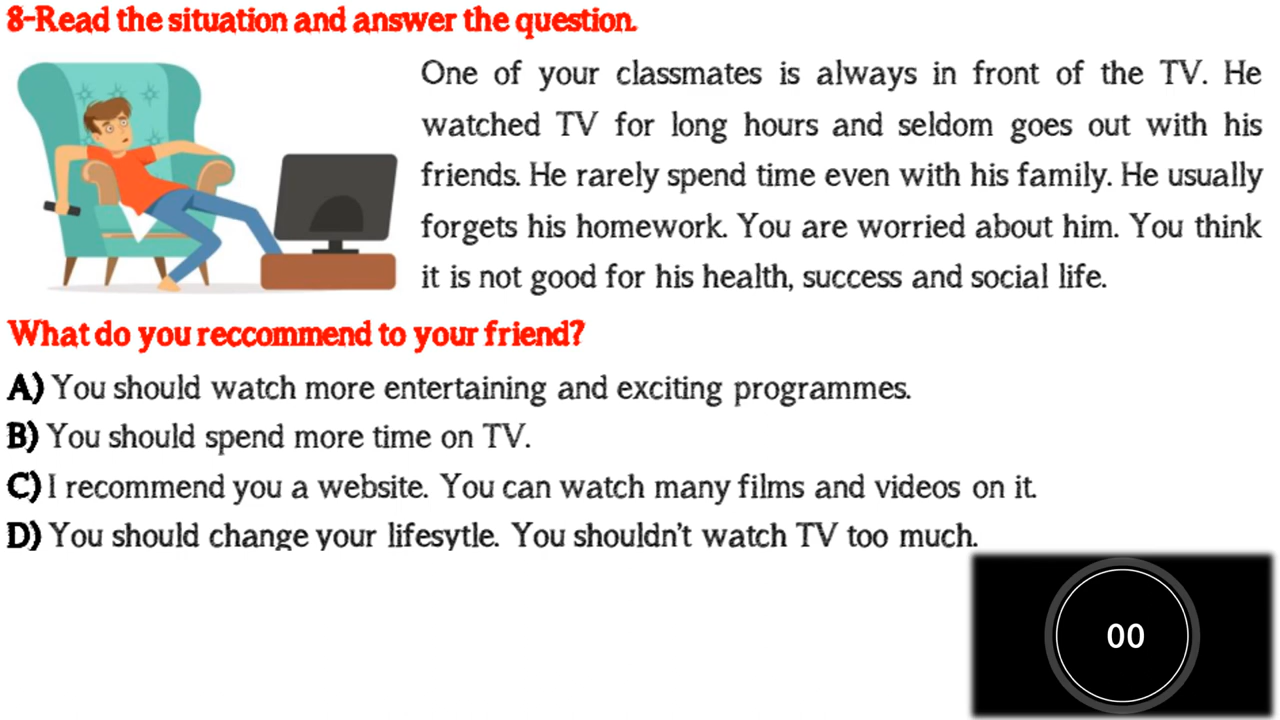 8-Read the situation and answer the question.
One of your classmates is always in front of the TV. He
watched TV for long hours and seldom goes out with his
friends. He rarely spend time even with his family. He usually
forgets his homework. You are worried about him. You think
it is not good for his health, success and social life.
What do you reccommend to your friend?
A) You should watch more entertaining and exciting programmes.
B) You should spend more time on TV.
C) I recommend you a website. You can watch many films and videos on it.
D) You should change your lifesytle. You shouldn't watch TV too much.
00